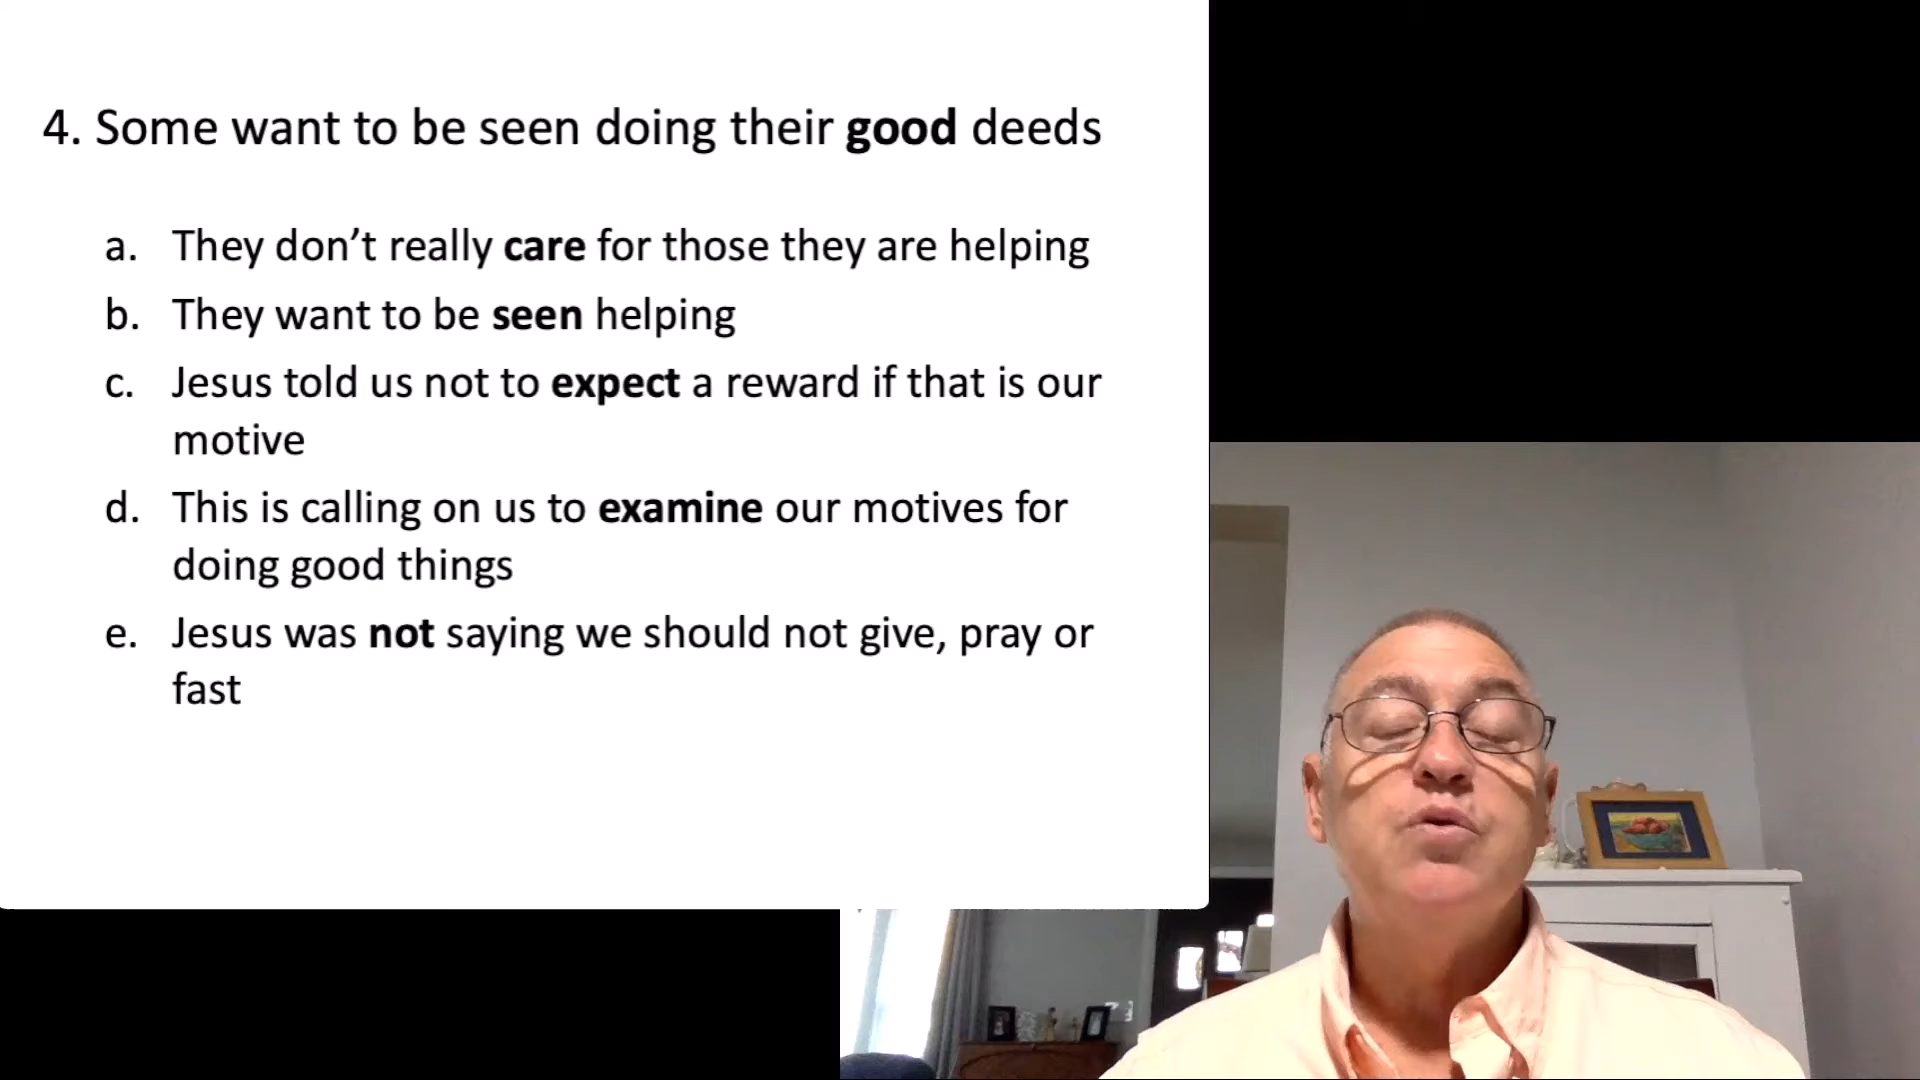 4. Some want to be seen doing their good deeds
a. They don’t really care for those they are helping
b. They want to be seen helping
c. Jesus told us not to expect a reward if that is our
motive
d. This is calling on us to examine our motives for
doing good things
e. Jesus was not saying we should not give, pray or
fast